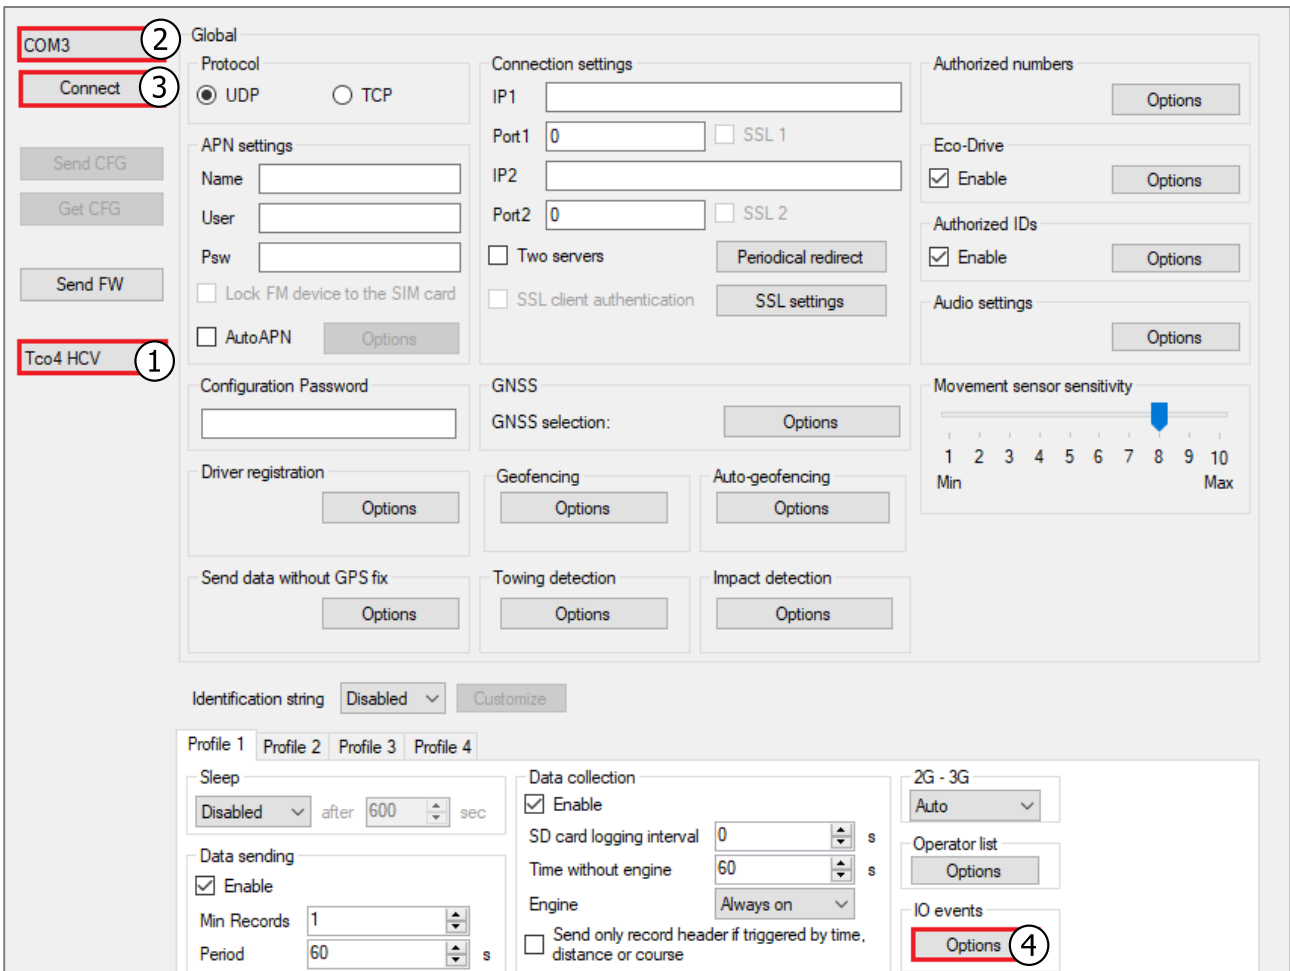 COM3
2
Connect
3
Send CFG
Get CFG
Send FW
Tco4 HCV
1
Global
Protocol
UDP
TCP
APN settings
Name
User
Psw
Lock FM device to the SIM card
AutoAPN
Options
Configuration Password
Driver registration
Options
Send data without GPS fix
Options
Connection settings
IP1
Port1
0
SSL 1
IP2
Port2
0
SSL 2
Two servers
Periodical redirect
SSL client authentication
SSL settings
GNSS
GNSS selection:
Options
Geofencing
Options
Auto-geofencing
Options
Towing detection
Options
Impact detection
Options
Authorized numbers
Options
Eco-Drive
Enable
Options
Authorized IDs
Enable
Options
Audio settings
Options
Movement sensor sensitivity
1 2 3 4 5 6 7 8 9 10
Min
Max
Identification string
Disabled
Customize
Profile 1
Profile 2
Profile 3
Profile 4
Sleep
Disabled
after
600
sec
Data sending
Enable
Min Records
1
Period
60
s
Data collection
Enable
SD card logging interval
0
s
Time without engine
60
s
Engine
Always on
Send only record header if triggered by time,
distance or course
2G - 3G
Auto
Operator list
Options
IO events
Options
4